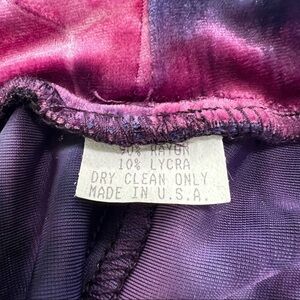 90% RAYON
10% LYCRA
DRY CLEAN ONLY
MADE IN U.S.A.